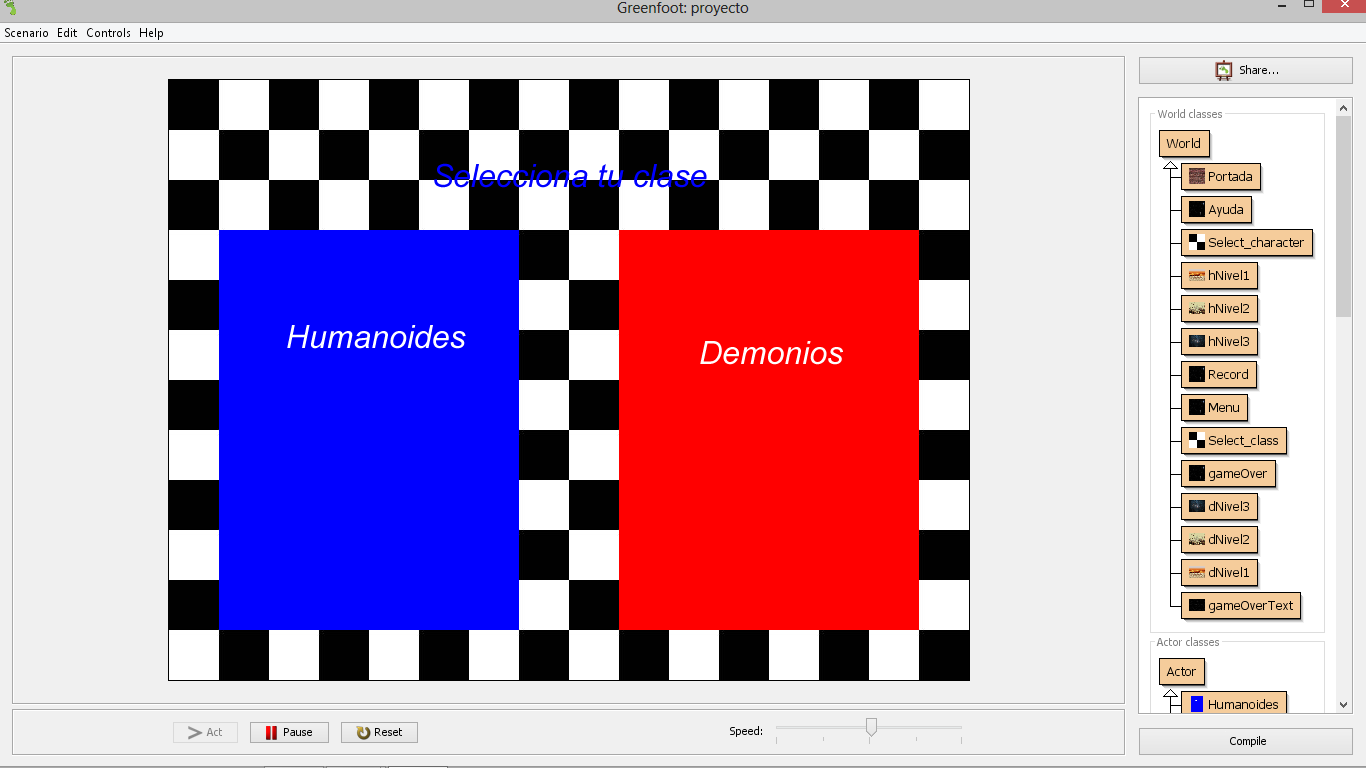 Greenfoot: proyecto
Scenario Edit Controls Help
Share...
World classes
World
Portada
Ayuda
Select_character
hNivel1
hNivel2
hNivel3
Record
Menu
Select_class
gameOver
dNivel3
dNivel2
dNivel1
gameOverText
Actor classes
Actor
Humanoides
Compile
Selecciona tu clase
Humanoides
Demonios
Act
Pause
Reset
Speed: